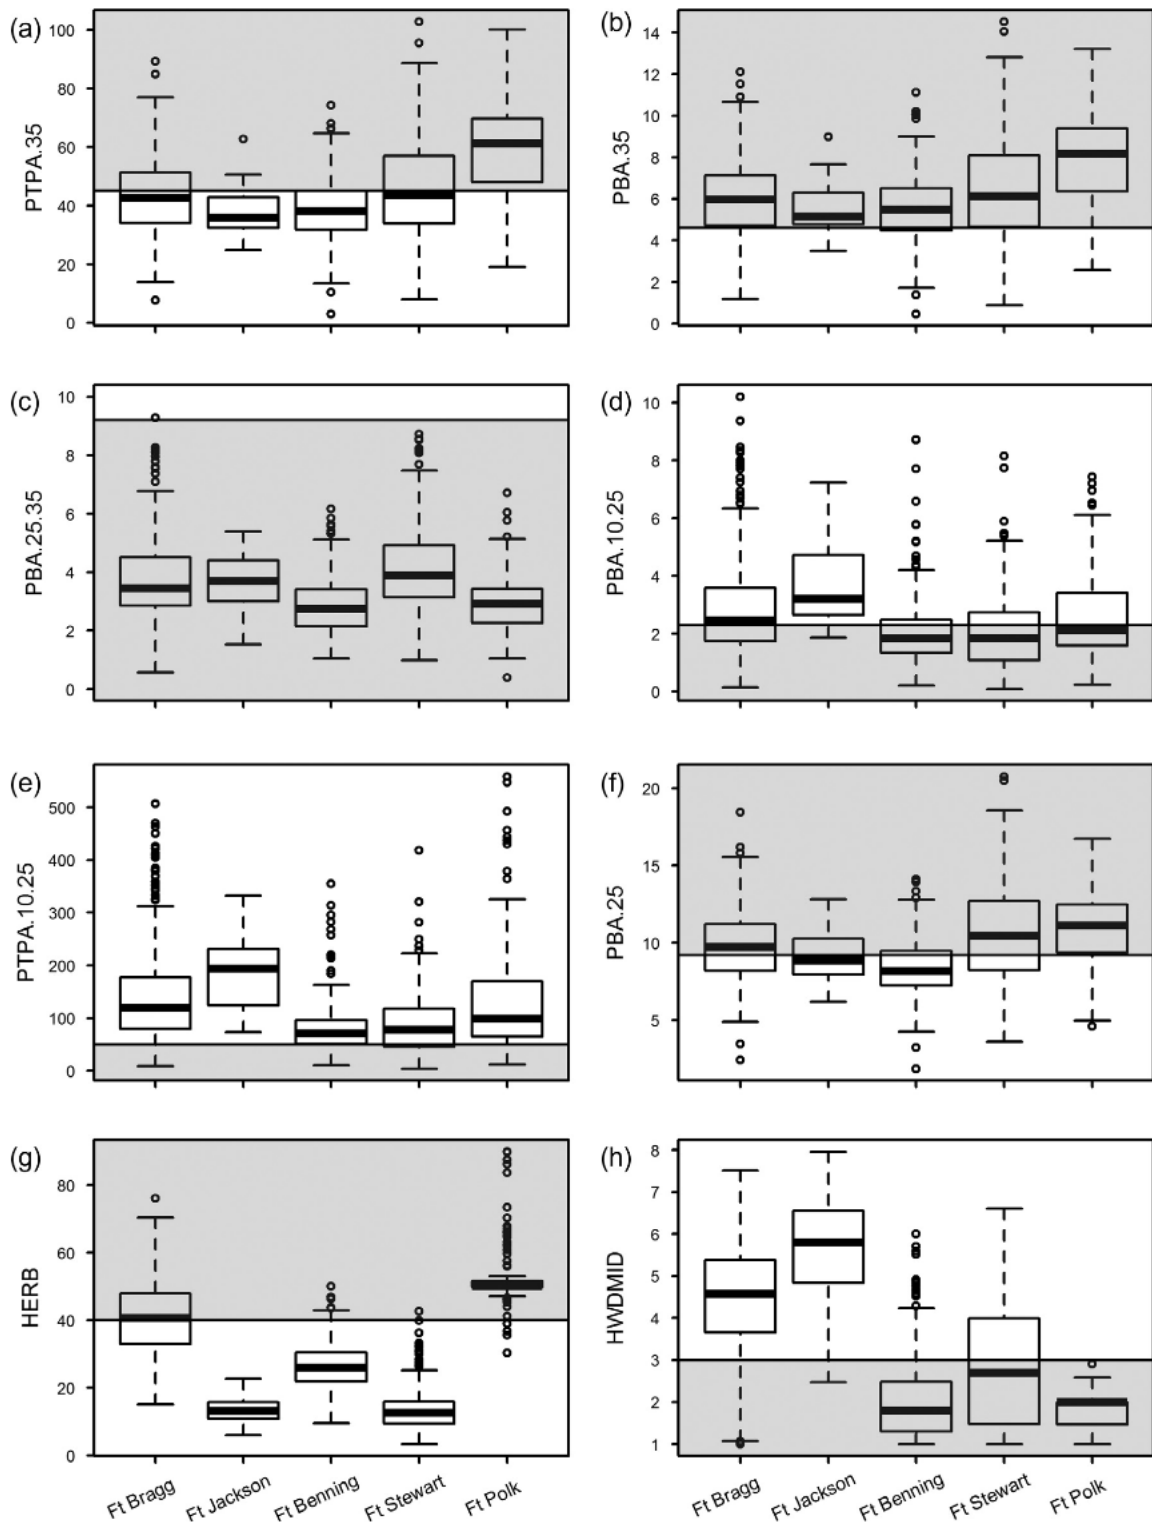 (a)
PTPA.35
100
80
60
40
20
0
(b)
PBA.35
14
12
10
8
6
4
2
0
(c)
PBA.25.35
10
8
6
4
2
0
(d)
PBA.10.25
10
8
6
4
2
0
(e)
PTPA.10.25
500
400
300
200
100
0
(f)
PBA.25
20
15
10
5
(g)
HERB
80
60
40
20
0
Ft Bragg
Ft Jackson
Ft Benning
Ft Stewart
Ft Polk
(h)
HWDMID
8
7
6
5
4
3
2
1
Ft Bragg
Ft Jackson
Ft Benning
Ft Stewart
Ft Polk